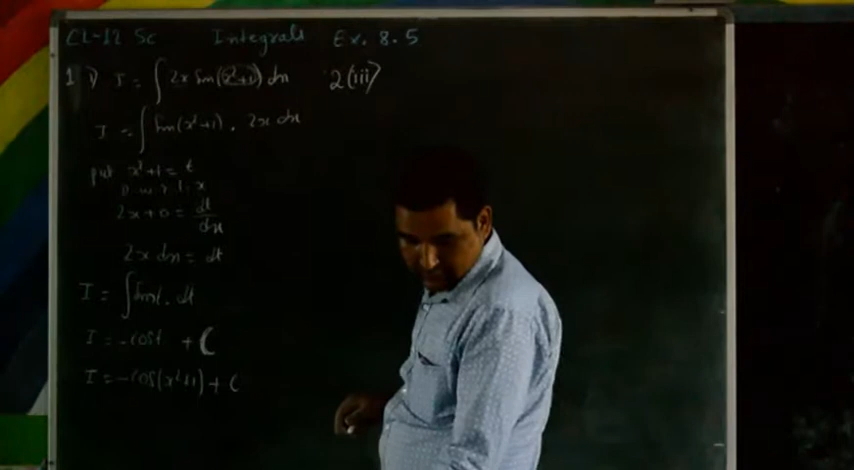 CL-12 Sc Integrals Ex. 8.5
1 i) I = ∫ 2x Sin(x²+1) dx 2(iii)
I = ∫ Sin(x²+1) . 2x dx
put x²+1 = t
D.w.r.t.x
2x+0 = dt/dx
2x dx = dt
I = ∫ Sint. dt
I = -cost + C
I = -cos(x²+1) + C